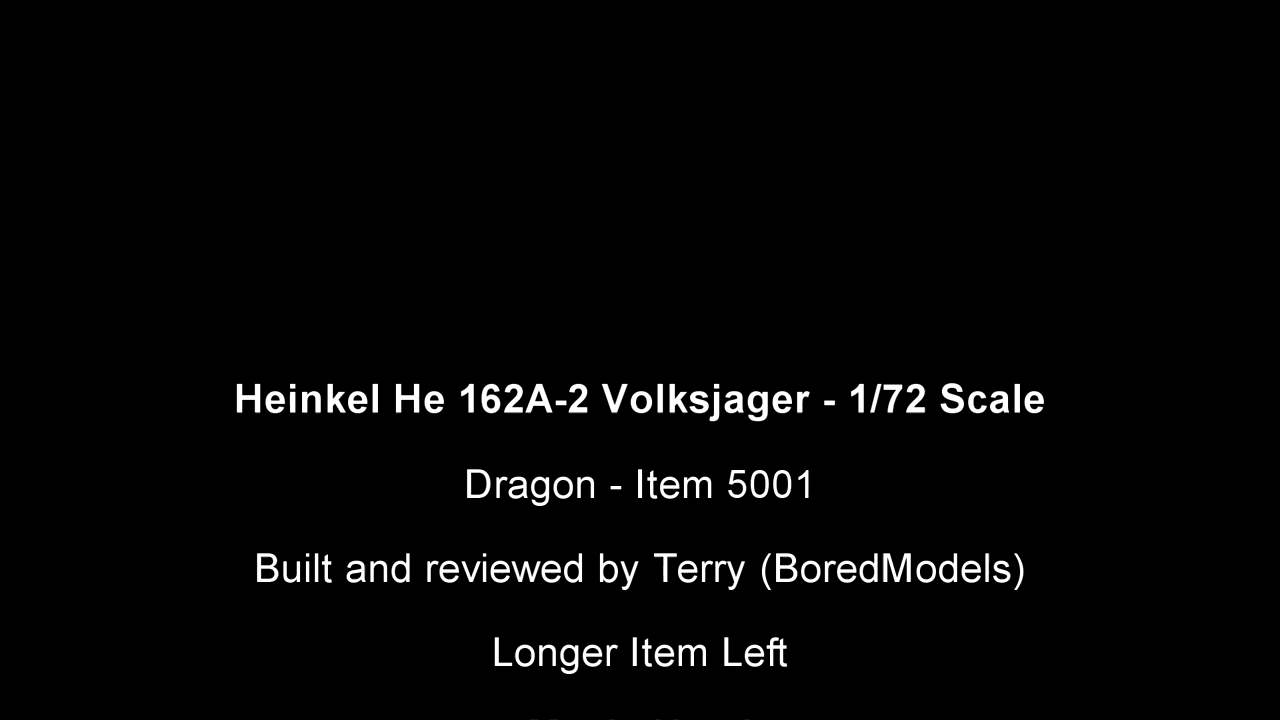 Heinkel He 162A-2 Volksjager - 1/72 Scale
Dragon - Item 5001
Built and reviewed by Terry (BoredModels)
Longer Item Left